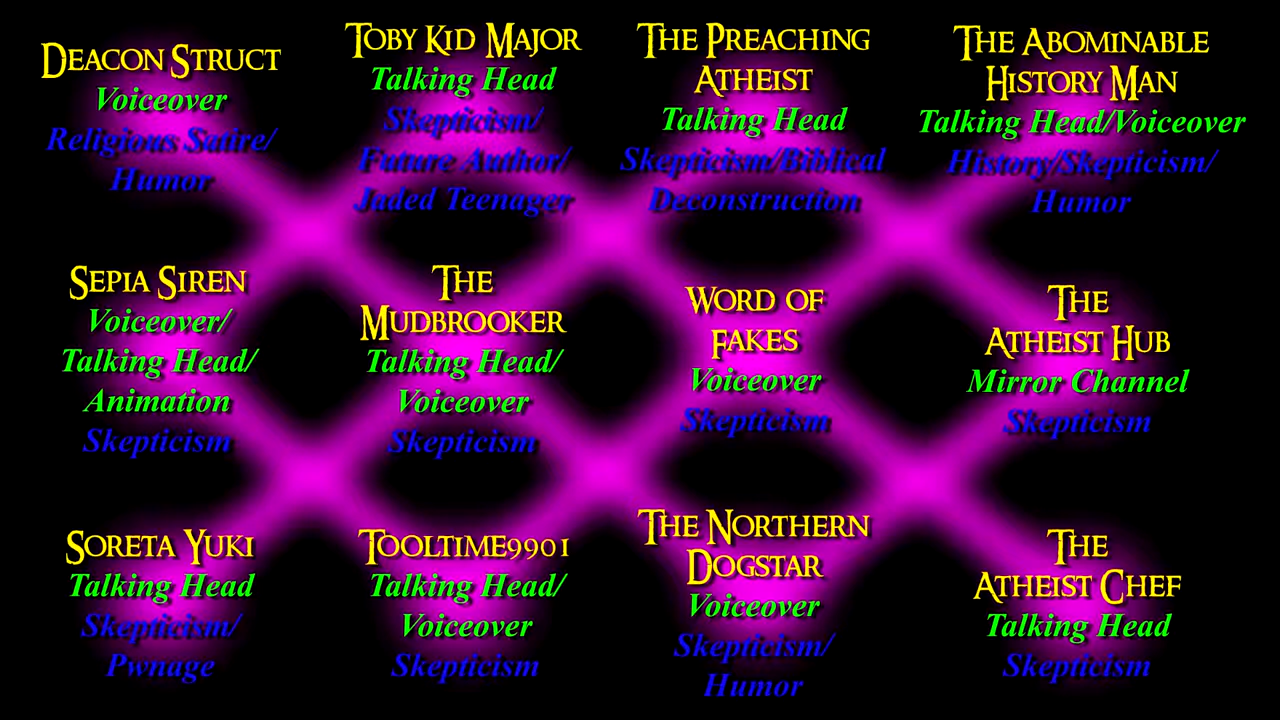 Deacon Struct
Voiceover
Religious Satire/
Humor
Toby Kid Major
Talking Head
Skepticism/
Future Author/
Jaded Teenager
The Preaching
Atheist
Talking Head
Skepticism/Biblical
Deconstruction
The Abominable
History Man
Talking Head/Voiceover
History/Skepticism/
Humor
Sepia Siren
Voiceover/
Talking Head/
Animation
Skepticism
The
Mudbrooker
Talking Head/
Voiceover
Skepticism
Word of
Fakes
Voiceover
Skepticism
The
Atheist Hub
Mirror Channel
Skepticism
Soreta Yuki
Talking Head
Skepticism/
Pwnage
Tooltime9901
Talking Head/
Voiceover
Skepticism
The Northern
Dogstar
Voiceover
Skepticism/
Humor
The
Atheist Chef
Talking Head
Skepticism